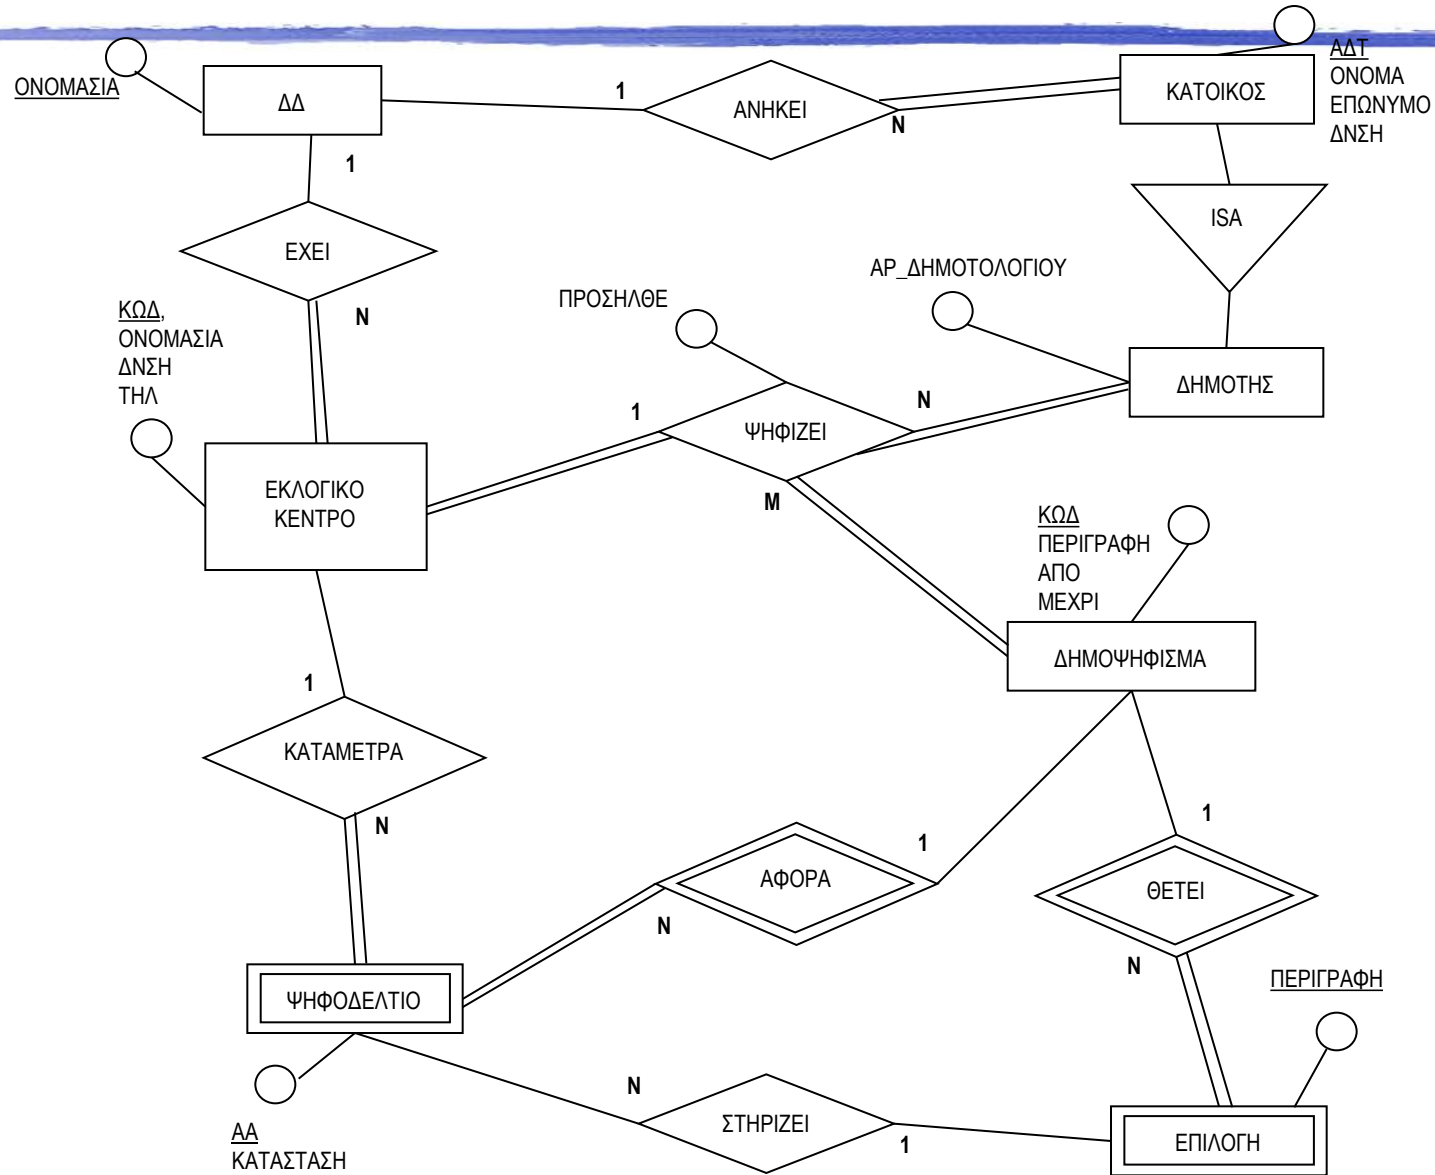 ΑΔΤ
ΟΝΟΜΑ
ΕΠΩΝΥΜΟ
ΔΝΣΗ
ΟΝΟΜΑΣΙΑ
ΔΔ
1
ΑΝΗΚΕΙ
N
ΚΑΤΟΙΚΟΣ
1
ΕΧΕΙ
N
ISA
ΚΩΔ,
ΟΝΟΜΑΣΙΑ
ΔΝΣΗ
ΤΗΛ
ΠΡΟΣΗΛΘΕ
ΑΡ_ΔΗΜΟΤΟΛΟΓΙΟΥ
ΔΗΜΟΤΗΣ
1
ΨΗΦΙΖΕΙ
N
M
ΕΚΛΟΓΙΚΟ
ΚΕΝΤΡΟ
ΚΩΔ
ΠΕΡΙΓΡΑΦΗ
ΑΠΟ
ΜΕΧΡΙ
ΔΗΜΟΨΗΦΙΣΜΑ
1
ΚΑΤΑΜΕΤΡΑ
N
1
ΑΦΟΡΑ
N
1
ΘΕΤΕΙ
N
ΨΗΦΟΔΕΛΤΙΟ
ΠΕΡΙΓΡΑΦΗ
ΑΑ
ΚΑΤΑΣΤΑΣΗ
N
ΣΤΗΡΙΖΕΙ
1
ΕΠΙΛΟΓΗ